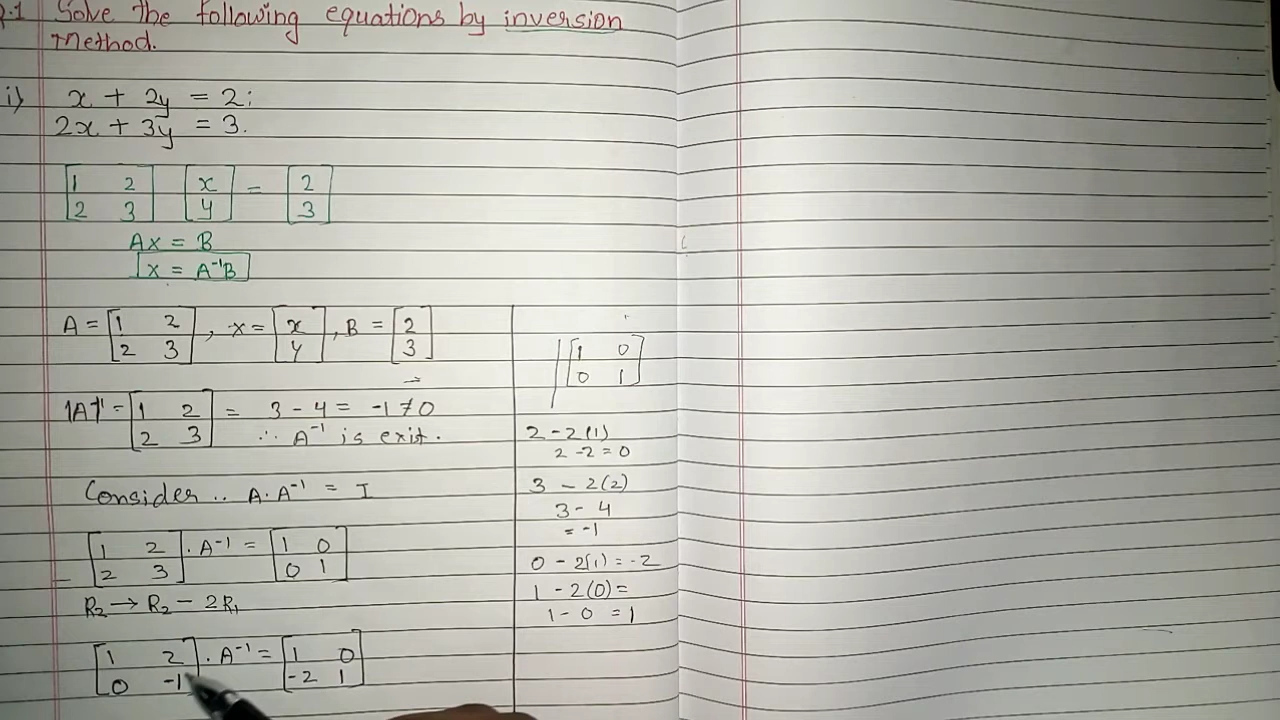 Q.1 Solve the following equations by inversion
Method.
i) x + 2y = 2;
2x + 3y = 3.
[1 2 [x = [2
2 3] y] 3]
AX = B
X = A⁻¹B
A = [1 2 , X = [x , B = [2
2 3] y] 3]
|A| = [1 2 = 3 - 4 = -1 ≠ 0
2 3] ∴ A⁻¹ is exit.
Consider .. A. A⁻¹ = I
[1 2 . A⁻¹ = [1 0
2 3] 0 1]
R₂ → R₂ - 2R₁
[1 2 . A⁻¹ = [1 0
0 -1] -2 1]
[1 0
0 1]
2 - 2(1)
2 - 2 = 0
3 - 2(2)
3 - 4
= -1
0 - 2(1) = -2
1 - 2(0) =
1 - 0 = 1